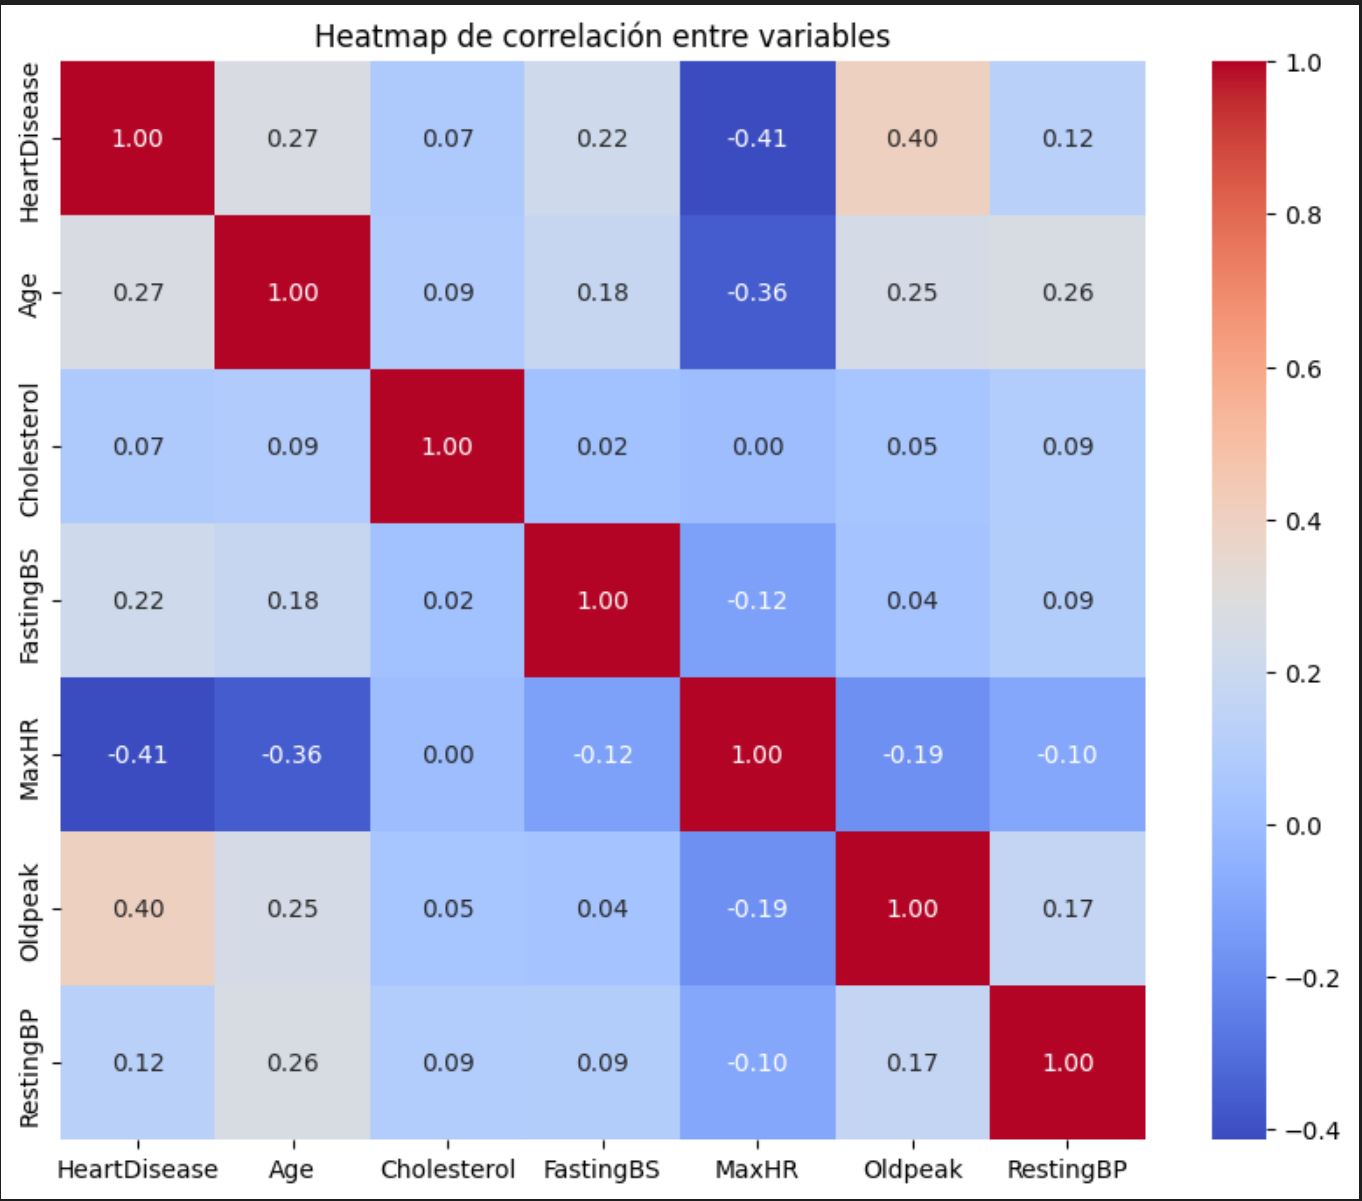 Heatmap de correlación entre variables
HeartDisease 1.00 0.27 0.07 0.22 -0.41 0.40 0.12
Age 0.27 1.00 0.09 0.18 -0.36 0.25 0.26
Cholesterol 0.07 0.09 1.00 0.02 0.00 0.05 0.09
FastingBS 0.22 0.18 0.02 1.00 -0.12 0.04 0.09
MaxHR -0.41 -0.36 0.00 -0.12 1.00 -0.19 -0.10
Oldpeak 0.40 0.25 0.05 0.04 -0.19 1.00 0.17
RestingBP 0.12 0.26 0.09 0.09 -0.10 0.17 1.00
HeartDisease Age Cholesterol FastingBS MaxHR Oldpeak RestingBP
1.0
0.8
0.6
0.4
0.2
0.0
−0.2
−0.4